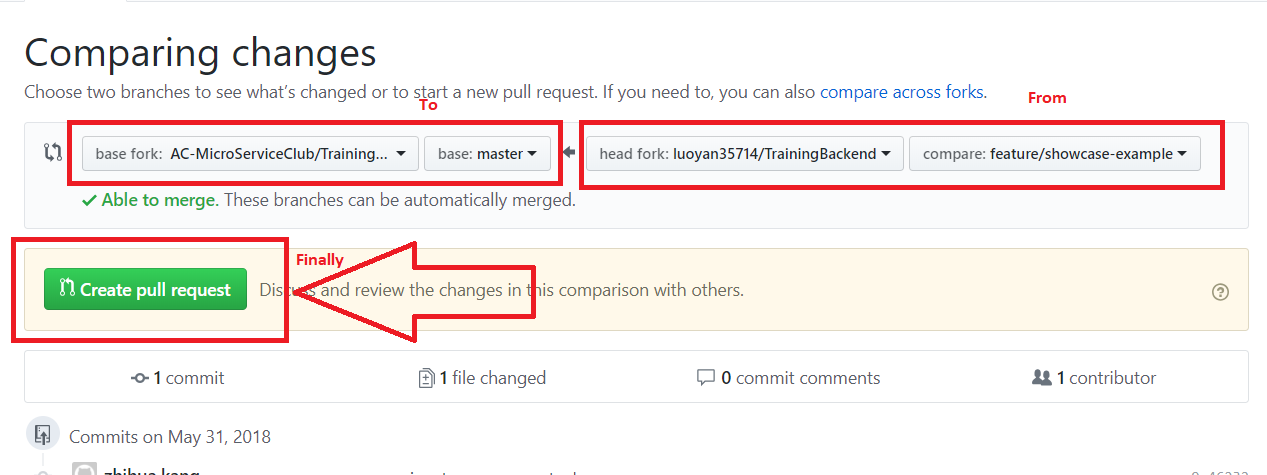 Comparing changes
Choose two branches to see what's changed or to start a new pull request. If you need to, you can also compare across forks.
To
From
base fork: AC-MicroServiceClub/Training... base: master head fork: luoyan35714/TrainingBackend compare: feature/showcase-example
Able to merge. These branches can be automatically merged.
Finally
Create pull request Discuss and review the changes in this comparison with others.
1 commit 1 file changed 0 commit comments 1 contributor
Commits on May 31, 2018
zhihua kang